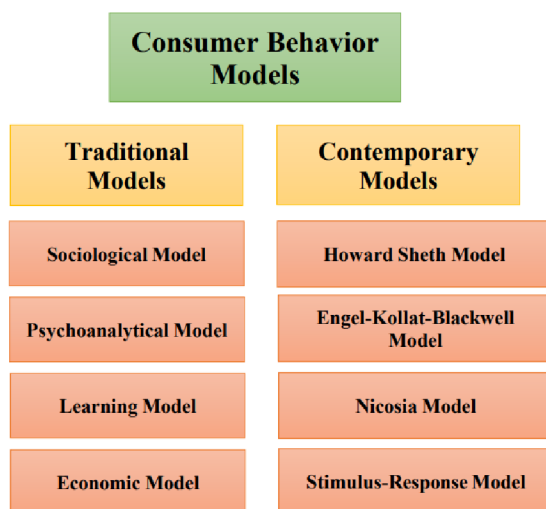 Consumer Behavior
Models
Traditional
Models
Sociological Model
Psychoanalytical Model
Learning Model
Economic Model
Contemporary
Models
Howard Sheth Model
Engel-Kollat-Blackwell
Model
Nicosia Model
Stimulus-Response Model